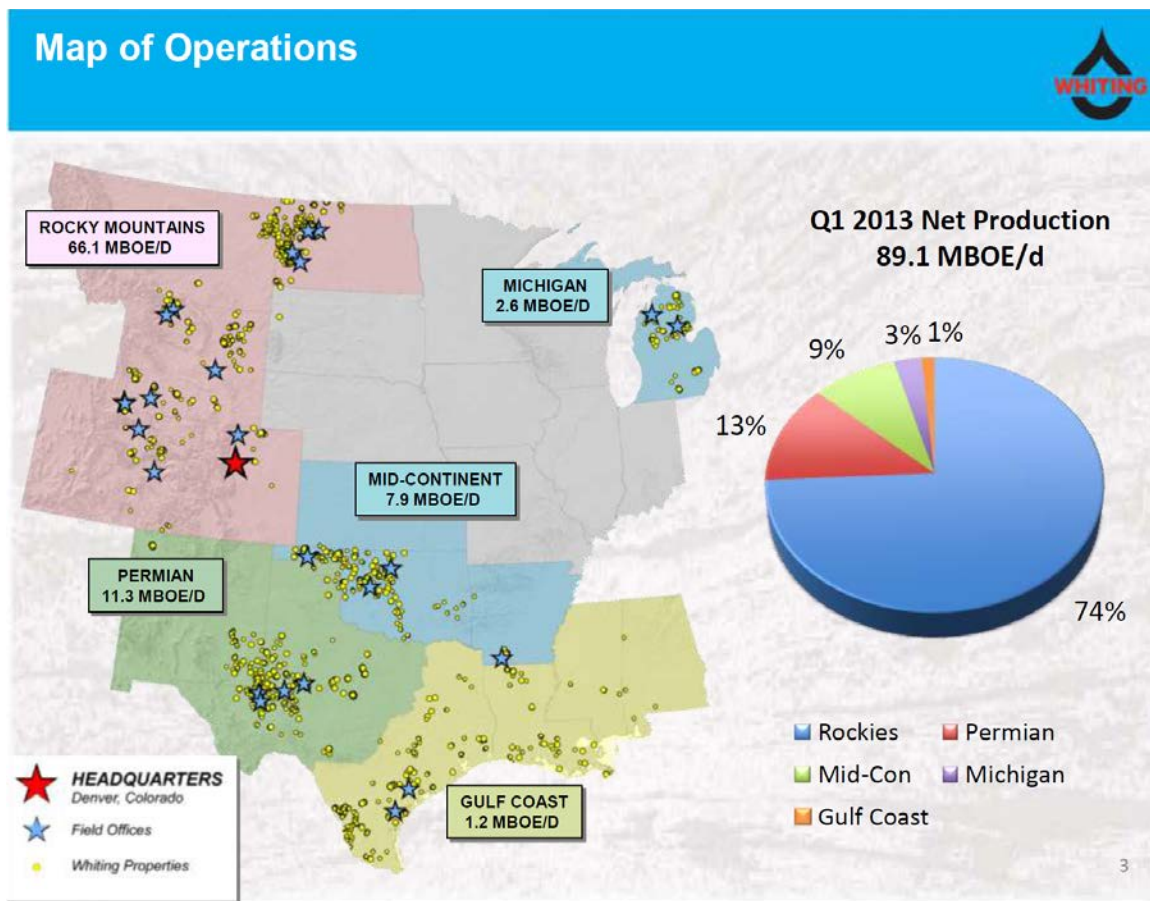 Map of Operations
WHITING
ROCKY MOUNTAINS
66.1 MBOE/D
MICHIGAN
2.6 MBOE/D
MID-CONTINENT
7.9 MBOE/D
PERMIAN
11.3 MBOE/D
GULF COAST
1.2 MBOE/D
HEADQUARTERS
Denver, Colorado
Field Offices
Whiting Properties
Q1 2013 Net Production
89.1 MBOE/d
9%
3%
1%
13%
74%
Rockies
Permian
Mid-Con
Michigan
Gulf Coast
3